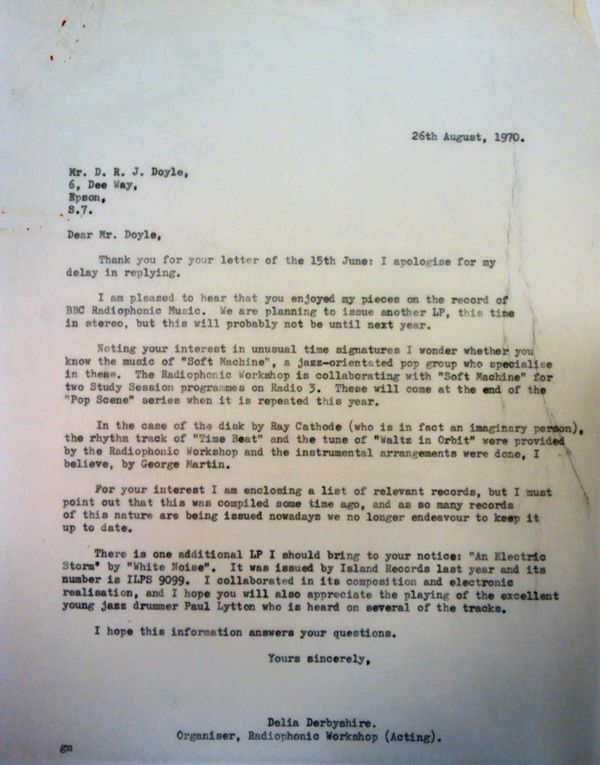 26th August, 1970.
Mr. D. R. J. Doyle,
6, Dee Way,
Epson,
S.7.
Dear Mr. Doyle,
Thank you for your letter of the 15th June: I apologise for my
delay in replying.
I am pleased to hear that you enjoyed my pieces on the record of
BBC Radiophonic Music. We are planning to issue another LP, this time
in stereo, but this will probably not be until next year.
Noting your interest in unusual time signatures I wonder whether you
know the music of "Soft Machine", a jazz-orientated pop group who specialise
in these. The Radiophonic Workshop is collaborating with "Soft Machine" for
two Study Session programmes on Radio 3. These will come at the end of the
"Pop Scene" series when it is repeated this year.
In the case of the disk by Ray Cathode (who is in fact an imaginary person),
the rhythm track of "Time Beat" and the tune of "Waltz in Orbit" were provided
by the Radiophonic Workshop and the instrumental arrangements were done, I
believe, by George Martin.
For your interest I am enclosing a list of relevant records, but I must
point out that this was compiled some time ago, and as so many records
of this nature are being issued nowadays we no longer endeavour to keep it
up to date.
There is one additional LP I should bring to your notice: "An Electric
Storm" by "White Noise". It was issued by Island Records last year and its
number is ILPS 9099. I collaborated in its composition and electronic
realisation, and I hope you will also appreciate the playing of the excellent
young jazz drummer Paul Lytton who is heard on several of the tracks.
I hope this information answers your questions.
Yours sincerely,
Delia Derbyshire.
Organiser, Radiophonic Workshop (Acting).
gm